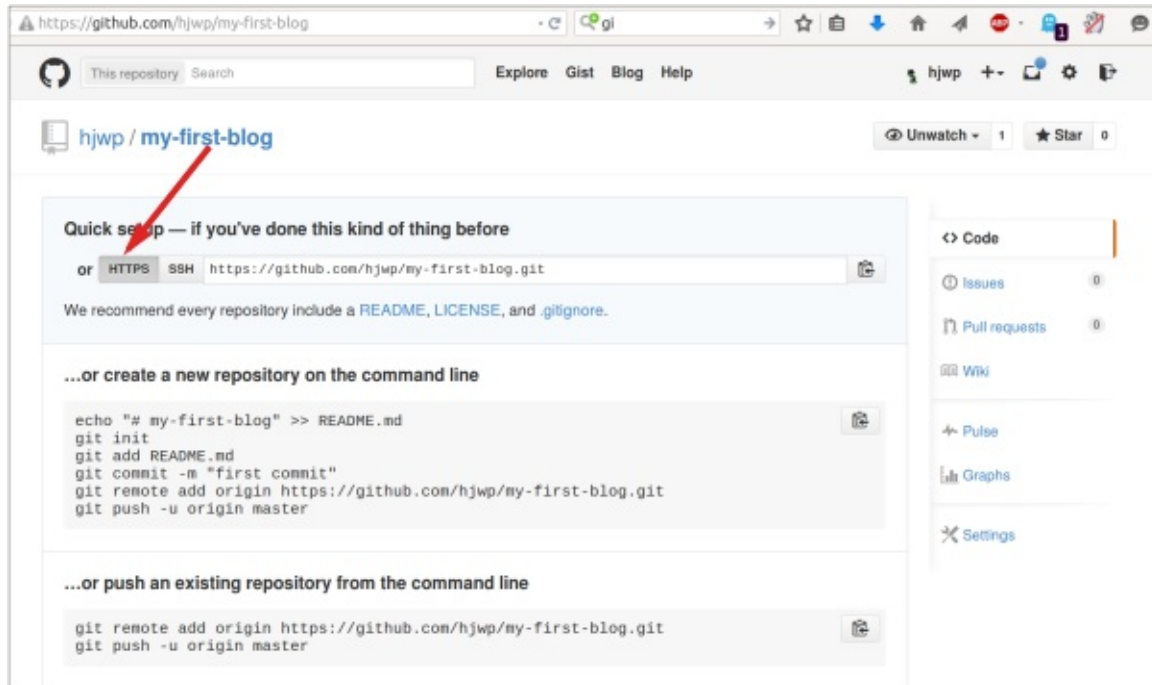 https://github.com/hjwp/my-first-blog
gi
1
This repository Search Explore Gist Blog Help hjwp
hjwp / my-first-blog Unwatch 1 Star 0
Quick setup — if you've done this kind of thing before
or HTTPS SSH https://github.com/hjwp/my-first-blog.git
We recommend every repository include a README, LICENSE, and .gitignore.
...or create a new repository on the command line
echo "# my-first-blog" >> README.md
git init
git add README.md
git commit -m "first commit"
git remote add origin https://github.com/hjwp/my-first-blog.git
git push -u origin master
...or push an existing repository from the command line
git remote add origin https://github.com/hjwp/my-first-blog.git
git push -u origin master
<> Code
Issues 0
Pull requests 0
Wiki
Pulse
Graphs
Settings